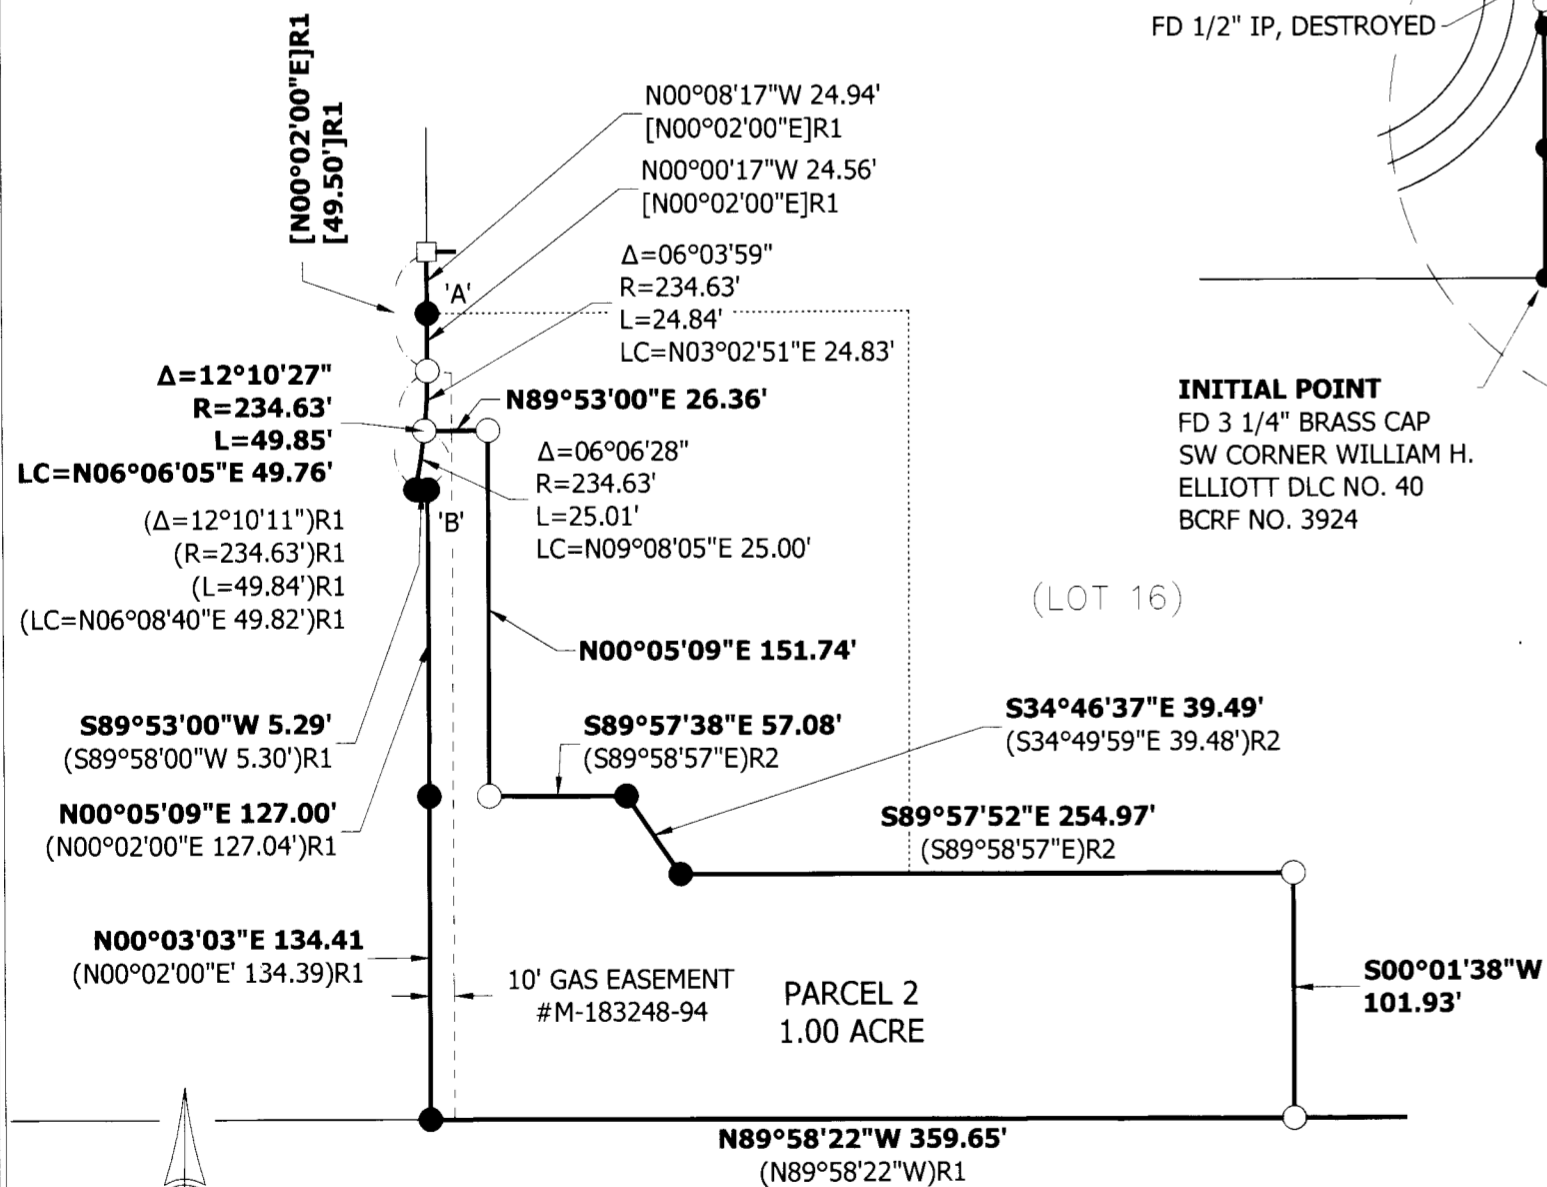 [N00°02'00"E]R1
[49.50']R1
FD 1/2" IP, DESTROYED
N00°08'17"W 24.94'
[N00°02'00"E]R1
N00°00'17"W 24.56'
[N00°02'00"E]R1
'A'
Δ=06°03'59"
R=234.63'
L=24.84'
LC=N03°02'51"E 24.83'
Δ=12°10'27"
R=234.63'
L=49.85'
LC=N06°06'05"E 49.76'
(Δ=12°10'11")R1
(R=234.63')R1
(L=49.84')R1
(LC=N06°08'40"E 49.82')R1
N89°53'00"E 26.36'
Δ=06°06'28"
R=234.63'
L=25.01'
LC=N09°08'05"E 25.00'
'B'
INITIAL POINT
FD 3 1/4" BRASS CAP
SW CORNER WILLIAM H.
ELLIOTT DLC NO. 40
BCRF NO. 3924
(LOT 16)
N00°05'09"E 151.74'
S89°53'00"W 5.29'
(S89°58'00"W 5.30')R1
S89°57'38"E 57.08'
(S89°58'57"E)R2
S34°46'37"E 39.49'
(S34°49'59"E 39.48')R2
N00°05'09"E 127.00'
(N00°02'00"E 127.04')R1
S89°57'52"E 254.97'
(S89°58'57"E)R2
N00°03'03"E 134.41
(N00°02'00"E' 134.39)R1
10' GAS EASEMENT
#M-183248-94
PARCEL 2
1.00 ACRE
S00°01'38"W
101.93'
N89°58'22"W 359.65'
(N89°58'22"W)R1